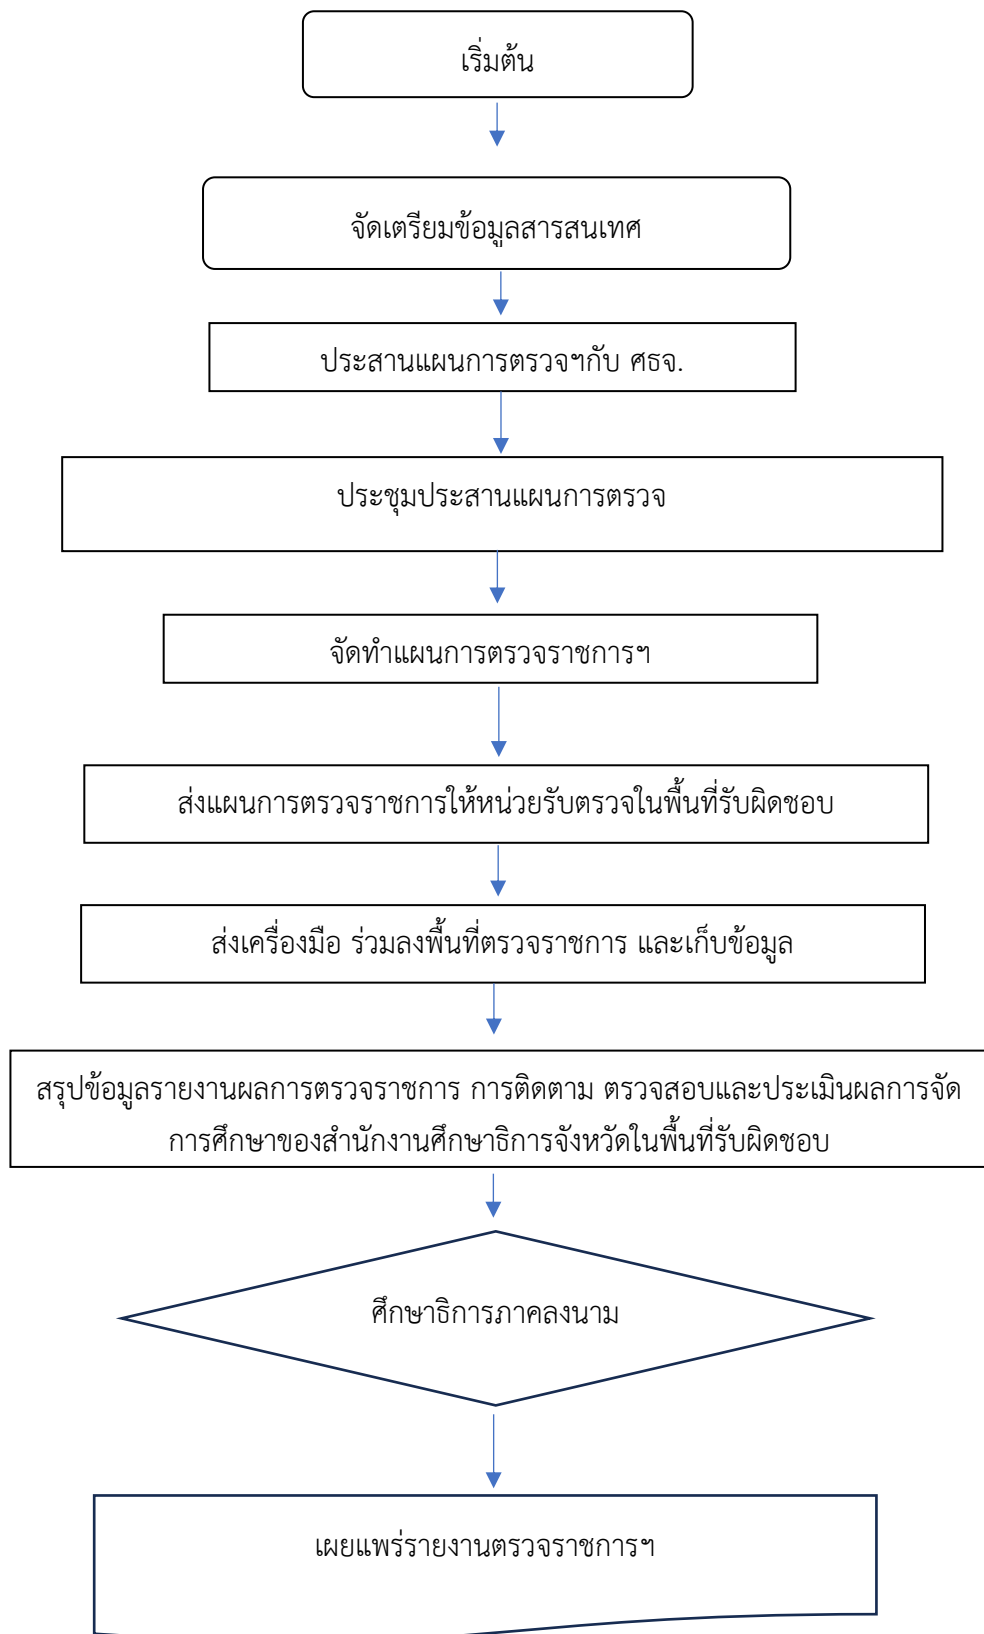 เริ่มต้น
จัดเตรียมข้อมูลสารสนเทศ
ประสานแผนการตรวจฯกับ ศธจ.
ประชุมประสานแผนการตรวจ
จัดทำแผนการตรวจราชการฯ
ส่งแผนการตรวจราชการให้หน่วยรับตรวจในพื้นที่รับผิดชอบ
ส่งเครื่องมือ ร่วมลงพื้นที่ตรวจราชการ และเก็บข้อมูล
สรุปข้อมูลรายงานผลการตรวจราชการ การติดตาม ตรวจสอบและประเมินผลการจัด
การศึกษาของสำนักงานศึกษาธิการจังหวัดในพื้นที่รับผิดชอบ
ศึกษาธิการภาคลงนาม
เผยแพร่รายงานตรวจราชการฯ